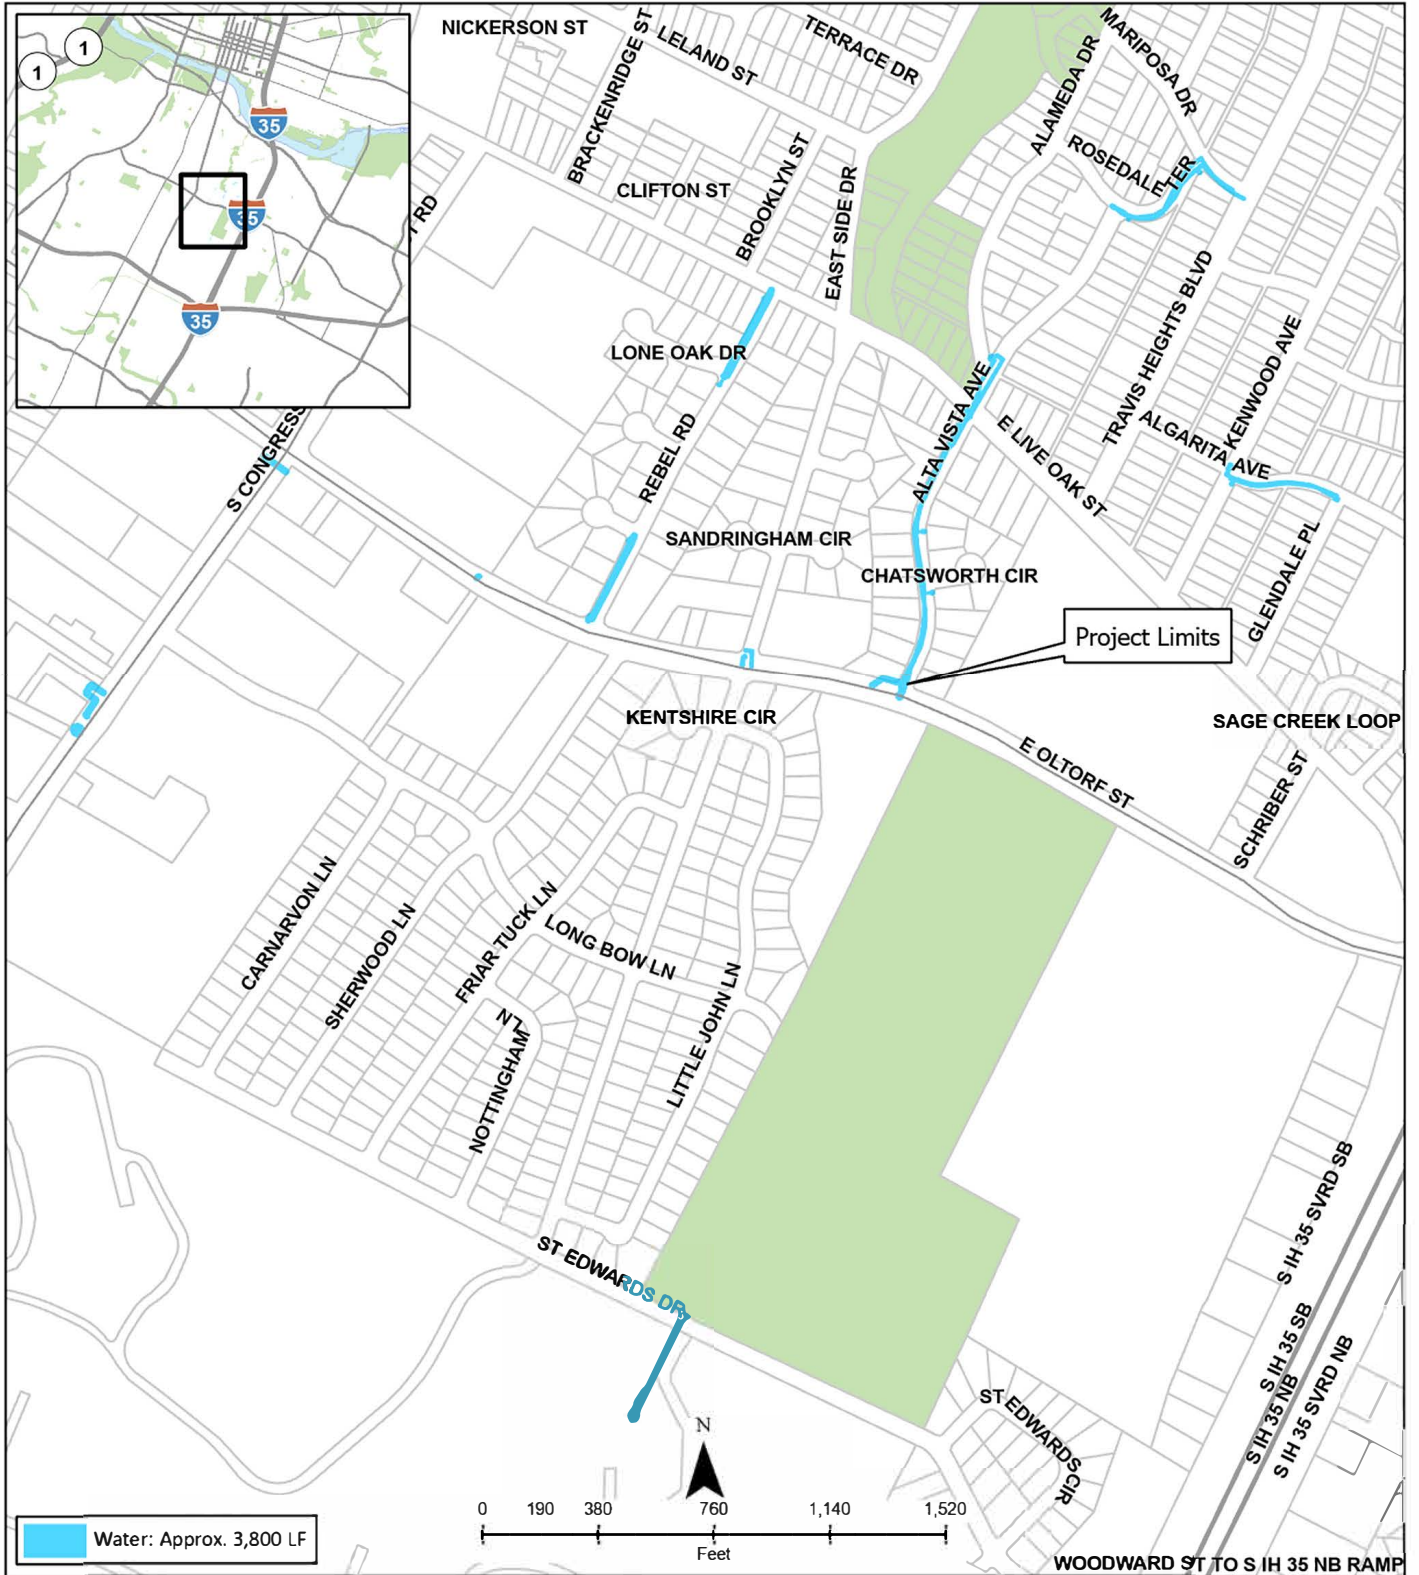 NICKERSON ST
BRACKENRIDGE ST
LELAND ST
TERRACE DR
MARIPOSA DR
ALAMEDA DR
1
1
35
35
35
ROSEDALE TER
CLIFTON ST
BROOKLYN ST
EAST SIDE DR
RD
TRAVIS HEIGHTS BLVD
KENWOOD AVE
LONE OAK DR
ALTA VISTA AVE
ALGARITA AVE
E LIVE OAK ST
S CONGRESS
REBEL RD
SANDRINGHAM CIR
CHATSWORTH CIR
GLENDALE PL
Project Limits
KENTSHIRE CIR
SAGE CREEK LOOP
E OLTORF ST
SCHRIBER ST
CARNARVON LN
SHERWOOD LN
FRIAR TUCK LN
LONG BOW LN
LITTLE JOHN LN
NOTTINGHAM LN
S IH 35 SVRD SB
ST EDWARDS DR
S IH 35 SB
S IH 35 NB
S IH 35 SVRD NB
ST EDWARDS CIR
N
0 190 380 760 1,140 1,520
Feet
Water: Approx. 3,800 LF
WOODWARD ST TO S IH 35 NB RAMP